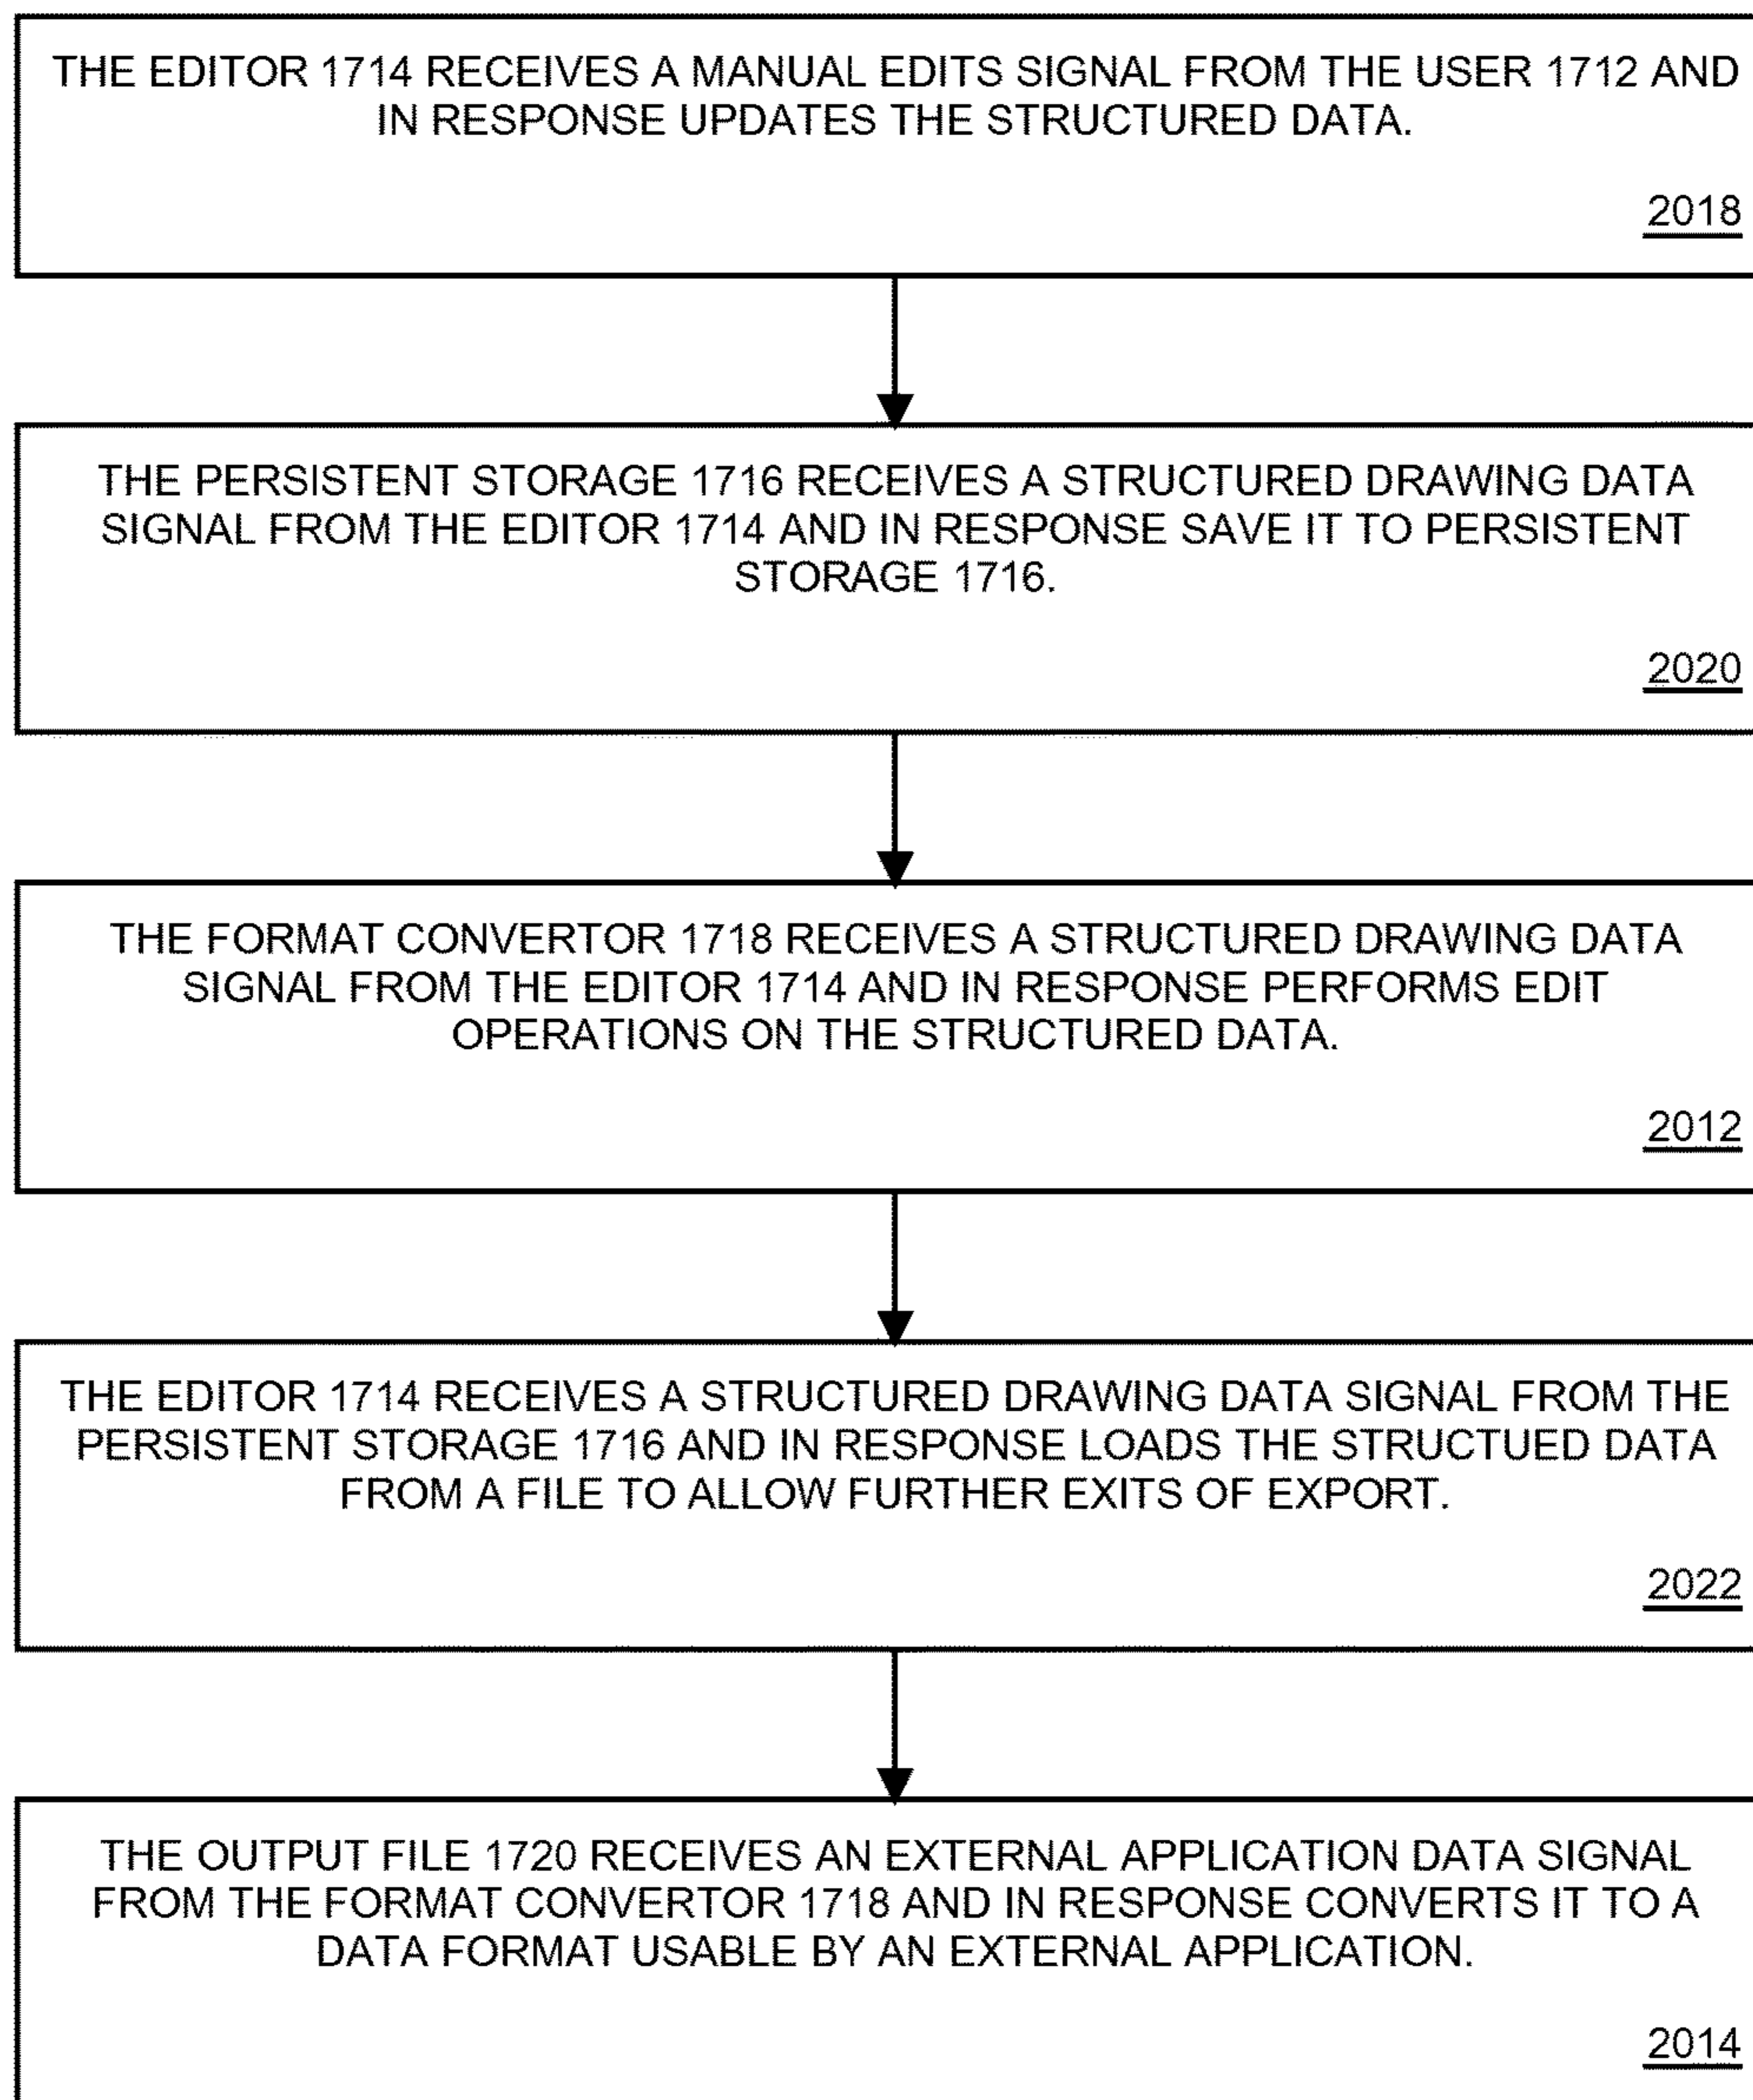 THE EDITOR 1714 RECEIVES A MANUAL EDITS SIGNAL FROM THE USER 1712 AND
IN RESPONSE UPDATES THE STRUCTURED DATA.
2018
THE PERSISTENT STORAGE 1716 RECEIVES A STRUCTURED DRAWING DATA
SIGNAL FROM THE EDITOR 1714 AND IN RESPONSE SAVE IT TO PERSISTENT
STORAGE 1716.
2020
THE FORMAT CONVERTOR 1718 RECEIVES A STRUCTURED DRAWING DATA
SIGNAL FROM THE EDITOR 1714 AND IN RESPONSE PERFORMS EDIT
OPERATIONS ON THE STRUCTURED DATA.
2012
THE EDITOR 1714 RECEIVES A STRUCTURED DRAWING DATA SIGNAL FROM THE
PERSISTENT STORAGE 1716 AND IN RESPONSE LOADS THE STRUCTUED DATA
FROM A FILE TO ALLOW FURTHER EXITS OF EXPORT.
2022
THE OUTPUT FILE 1720 RECEIVES AN EXTERNAL APPLICATION DATA SIGNAL
FROM THE FORMAT CONVERTOR 1718 AND IN RESPONSE CONVERTS IT TO A
DATA FORMAT USABLE BY AN EXTERNAL APPLICATION.
2014